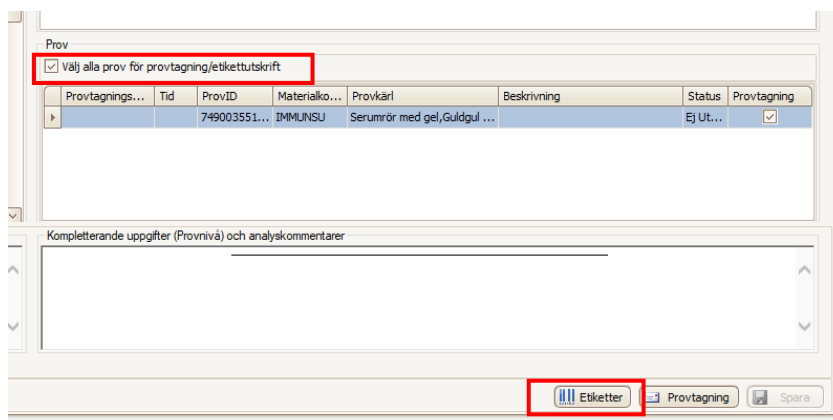 Prov
Välj alla prov för provtagning/etikettutskrift
Provtagnings... Tid ProvID Materialko... Provkärl Beskrivning Status Provtagning
749003551... IMMUNSU Serumrör med gel,Guldgul ... Ej Ut...
Kompletterande uppgifter (Provnivå) och analyskommentarer
Etiketter Provtagning Spara